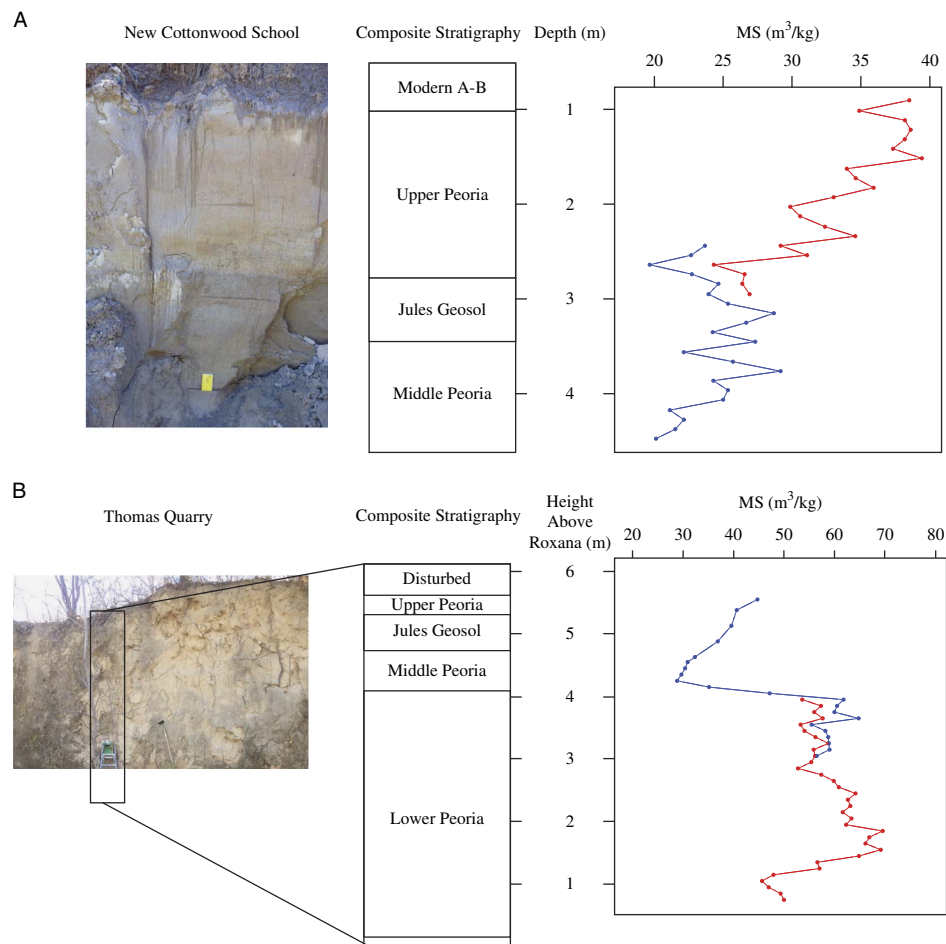 A
New Cottonwood School
Composite Stratigraphy
Depth (m)
MS (m³/kg)
20 25 30 35 40
Modern A-B
Upper Peoria
Jules Geosol
Middle Peoria
1
2
3
4
B
Thomas Quarry
Composite Stratigraphy
Height
Above
Roxana (m)
MS (m³/kg)
20 30 40 50 60 70 80
Disturbed
Upper Peoria
Jules Geosol
Middle Peoria
Lower Peoria
6
5
4
3
2
1